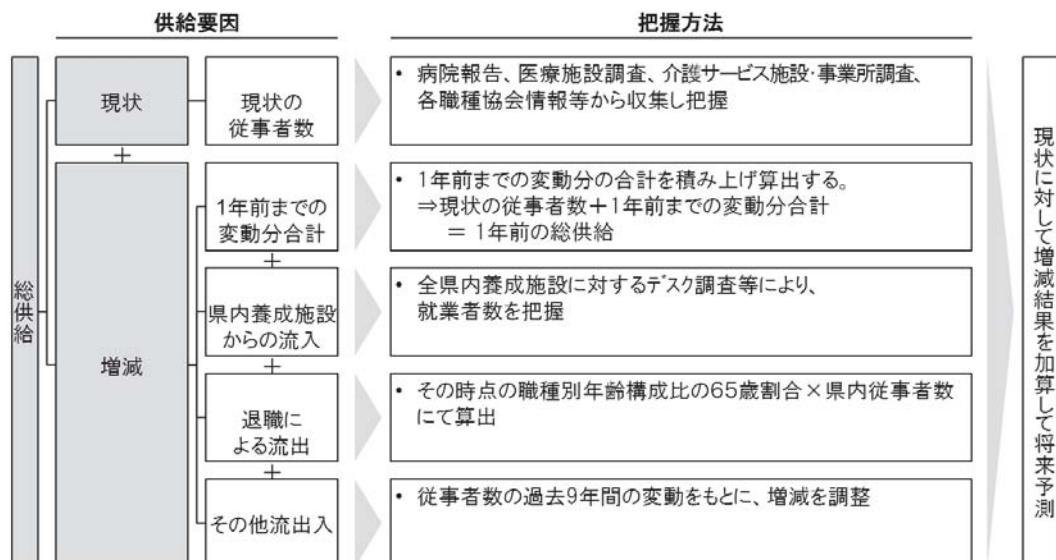 供給要因
把握方法
総供給
現状
現状の
従事者数
• 病院報告、医療施設調査、介護サービス施設・事業所調査、
各職種協会情報等から収集し把握
+
増減
1年前までの
変動分合計
• 1年前までの変動分の合計を積み上げ算出する。
⇒現状の従事者数+1年前までの変動分合計
= 1年前の総供給
+
県内養成施設
からの流入
• 全県内養成施設に対するデスク調査等により、
就業者数を把握
+
退職に
よる流出
• その時点の職種別年齢構成比の65歳割合×県内従事者数
にて算出
+
その他流出入
• 従事者数の過去9年間の変動をもとに、増減を調整
現状に対して増減結果を加算して将来予測